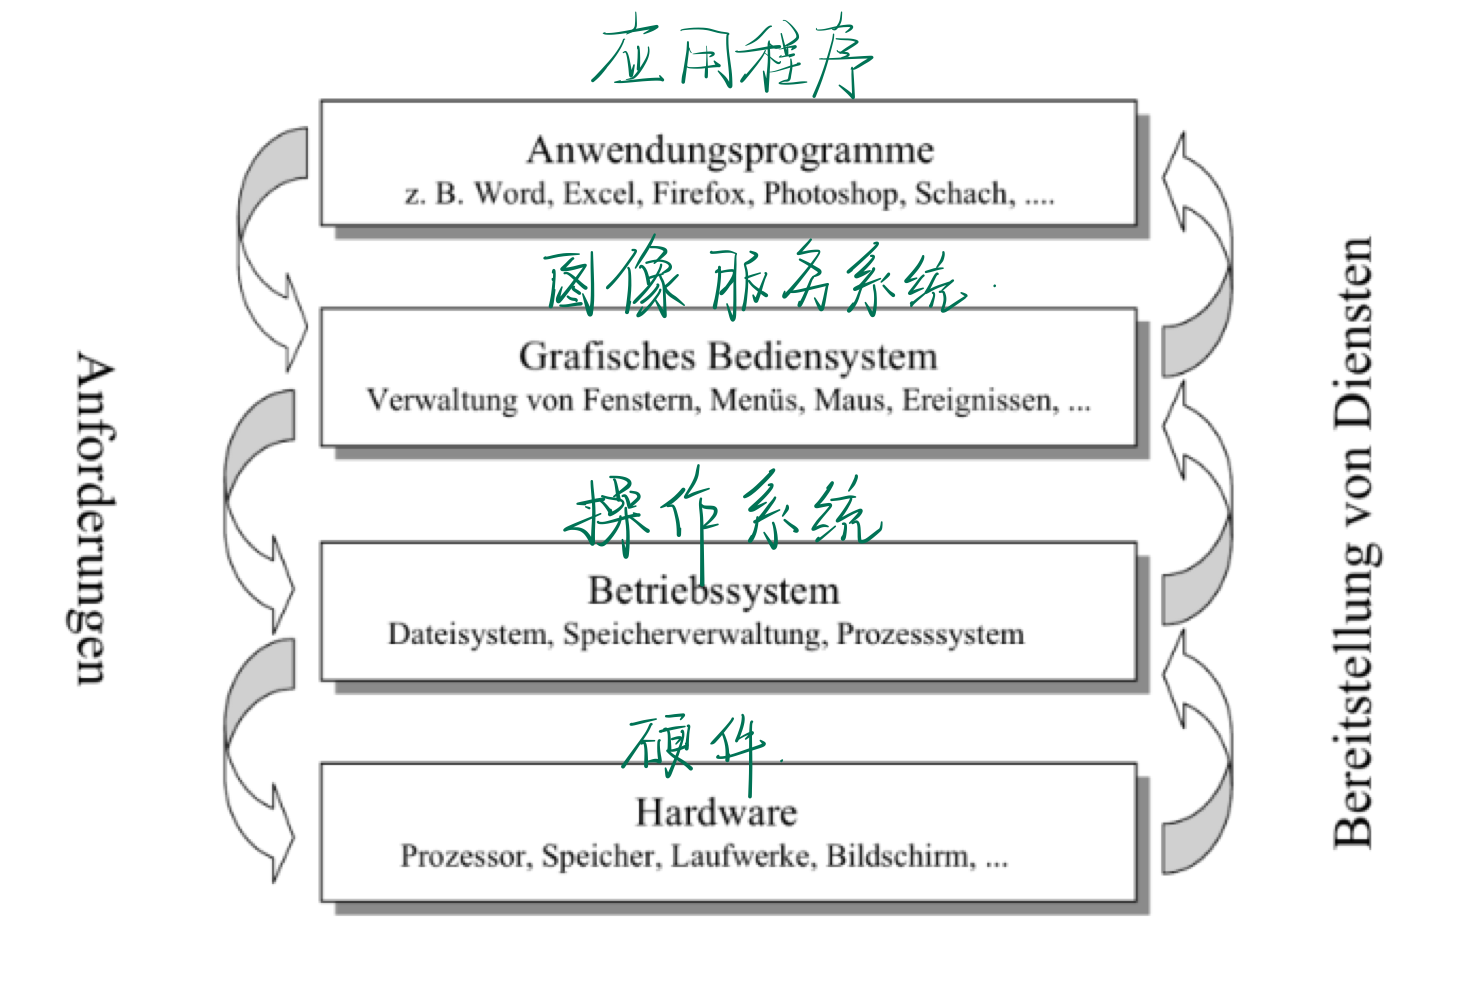 应用程序
Anwendungsprogramme
z. B. Word, Excel, Firefox, Photoshop, Schach, ....
图像服务系统
Grafisches Bediensystem
Verwaltung von Fenstern, Menüs, Maus, Ereignissen, ...
操作系统
Betriebssystem
Dateisystem, Speicherverwaltung, Prozesssystem
硬件
Hardware
Prozessor, Speicher, Laufwerke, Bildschirm, ...
Anforderungen
Bereitstellung von Diensten